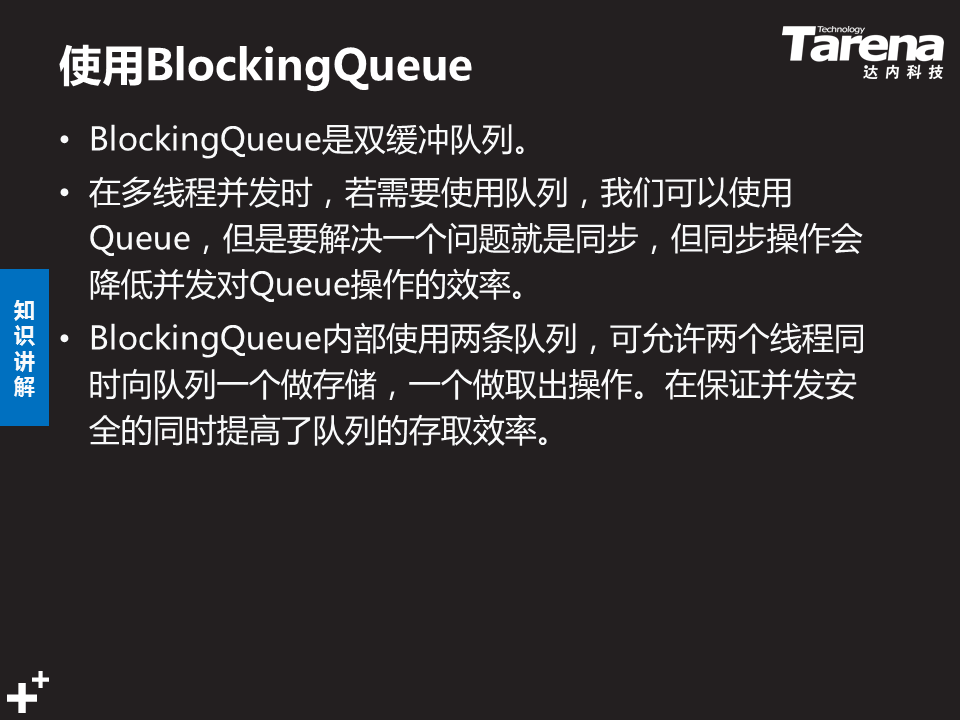 使用BlockingQueue
Technology
Tarena
达内科技
• BlockingQueue是双缓冲队列。
• 在多线程并发时，若需要使用队列，我们可以使用
Queue，但是要解决一个问题就是同步，但同步操作会
降低并发对Queue操作的效率。
知
识
讲
解
• BlockingQueue内部使用两条队列，可允许两个线程同
时向队列一个做存储，一个做取出操作。在保证并发安
全的同时提高了队列的存取效率。